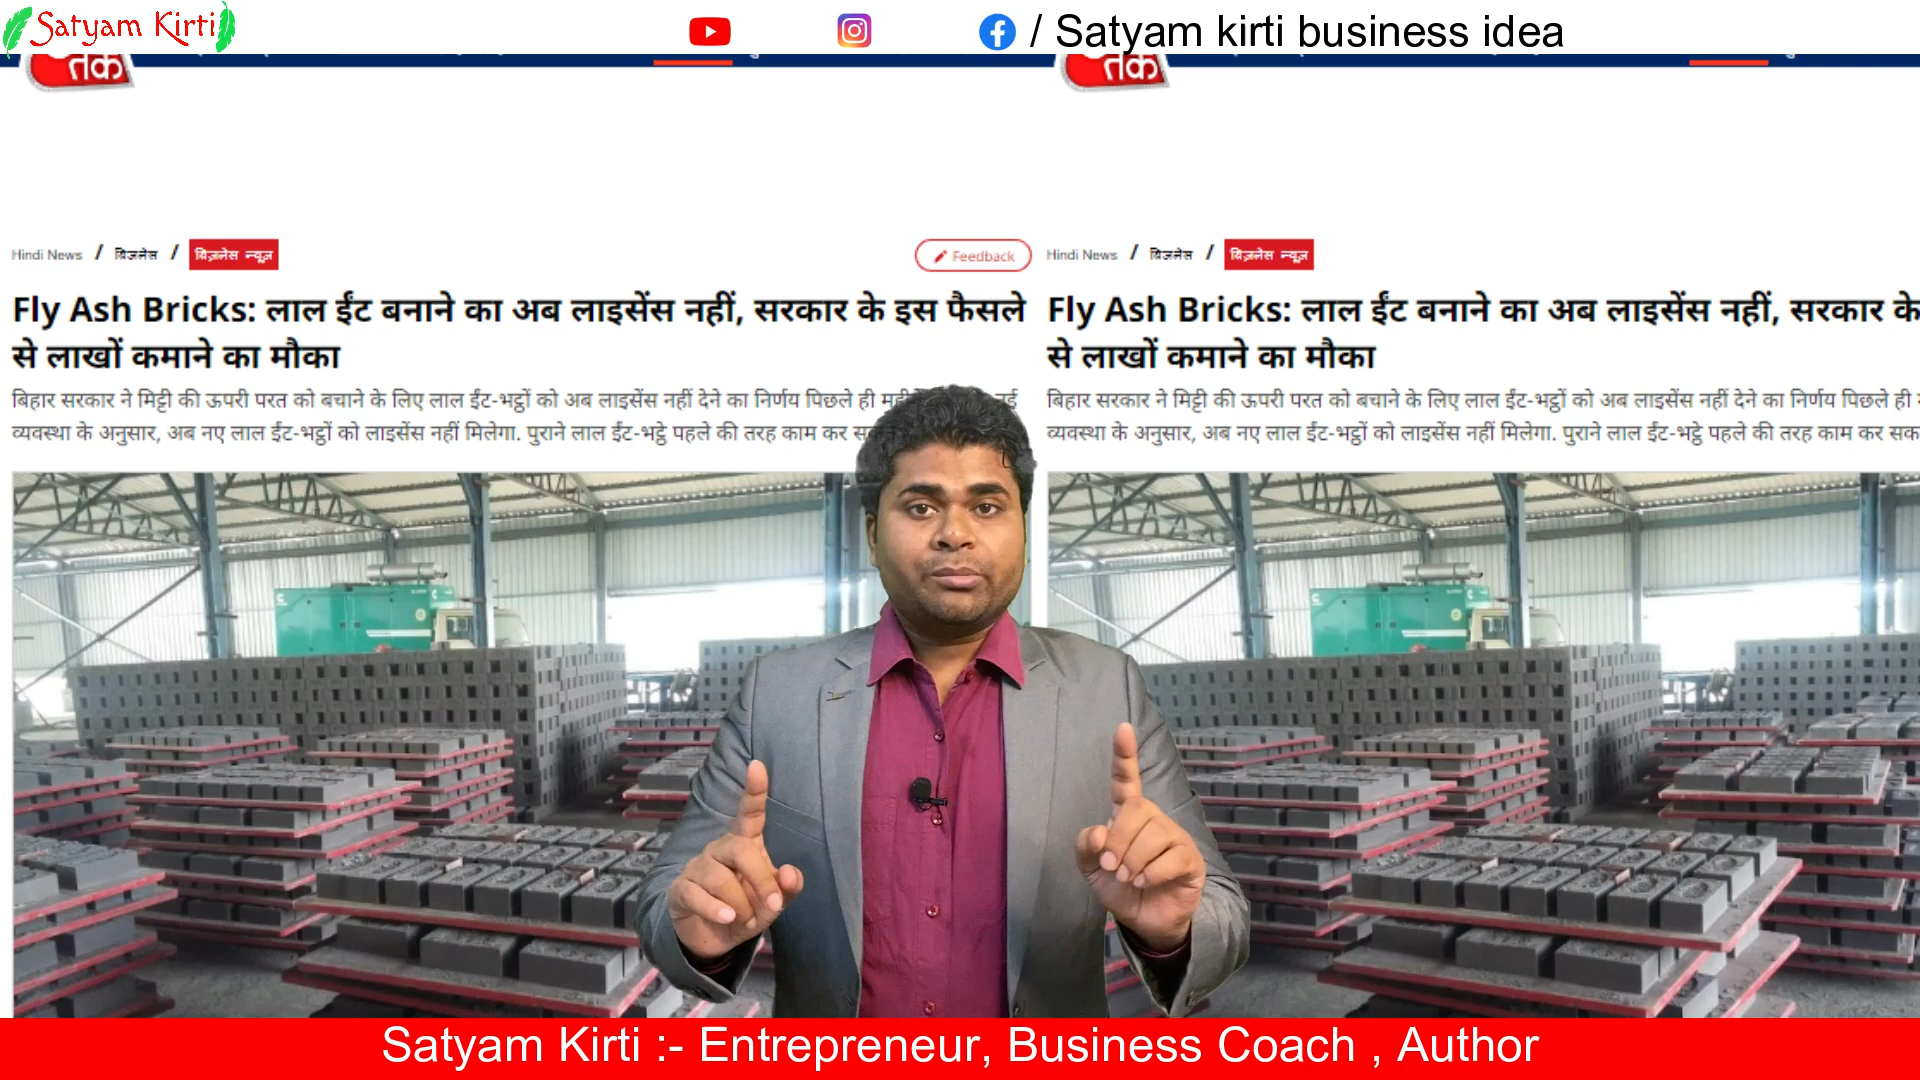 Satyam Kirti
/ Satyam kirti business idea
तक
तक
Hindi News / बिज़नेस / बिज़नेस न्यूज़
Feedback
Fly Ash Bricks: लाल ईंट बनाने का अब लाइसेंस नहीं, सरकार के इस फैसले
से लाखों कमाने का मौका
बिहार सरकार ने मिट्टी की ऊपरी परत को बचाने के लिए लाल ईंट-भट्ठों को अब लाइसेंस नहीं देने का निर्णय पिछले ही
व्यवस्था के अनुसार, अब नए लाल ईंट-भट्ठों को लाइसेंस नहीं मिलेगा. पुराने लाल ईंट-भट्ठे पहले की तरह काम कर
Hindi News / बिज़नेस / बिज़नेस न्यूज़
Fly Ash Bricks: लाल ईंट बनाने का अब लाइसेंस नहीं, सरकार के
से लाखों कमाने का मौका
बिहार सरकार ने मिट्टी की ऊपरी परत को बचाने के लिए लाल ईंट-भट्ठों को अब लाइसेंस नहीं देने का निर्णय पिछले ही
व्यवस्था के अनुसार, अब नए लाल ईंट-भट्ठों को लाइसेंस नहीं मिलेगा. पुराने लाल ईंट-भट्ठे पहले की तरह काम कर सक
Satyam Kirti :- Entrepreneur, Business Coach , Author